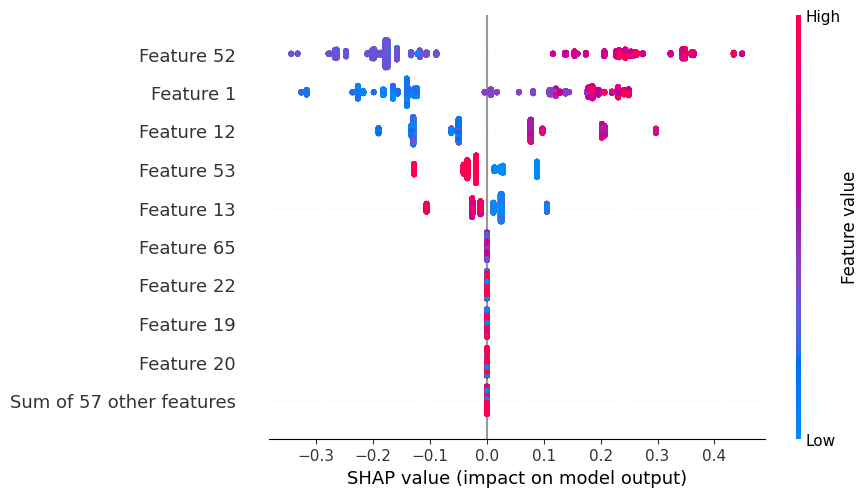 High
Feature 52
Feature 1
Feature 12
Feature 53
Feature 13
Feature 65
Feature 22
Feature 19
Feature 20
Sum of 57 other features
Feature value
Low
−0.3 −0.2 −0.1 0.0 0.1 0.2 0.3 0.4
SHAP value (impact on model output)